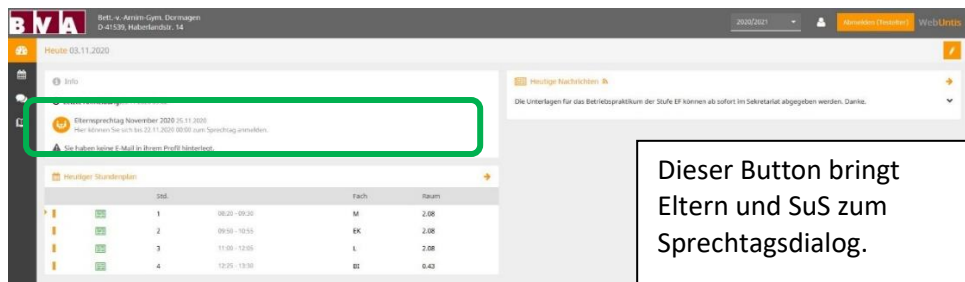 BVA
Bett.-v.-Arnim-Gym. Dormagen
D-41539, Haberlandstr. 14
2020/2021
Abmelden (Testelter)
WebUntis
Heute 03.11.2020
Info
Elternsprechtag November 2020 25.11.2020
Hier können Sie sich bis 22.11.2020 00:00 zum Sprechtag anmelden.
Sie haben keine E-Mail in ihrem Profil hinterlegt.
Heutiger Stundenplan
Std. Fach Raum
1 08:20 - 09:30 M 2.08
2 09:50 - 10:55 EK 2.08
3 11:00 - 12:05 L 2.08
4 12:25 - 13:30 BI 0.43
Heutige Nachrichten
Die Unterlagen für das Betriebspraktikum der Stufe EF können ab sofort im Sekretariat abgegeben werden. Danke.
Dieser Button bringt
Eltern und SuS zum
Sprechtagsdialog.